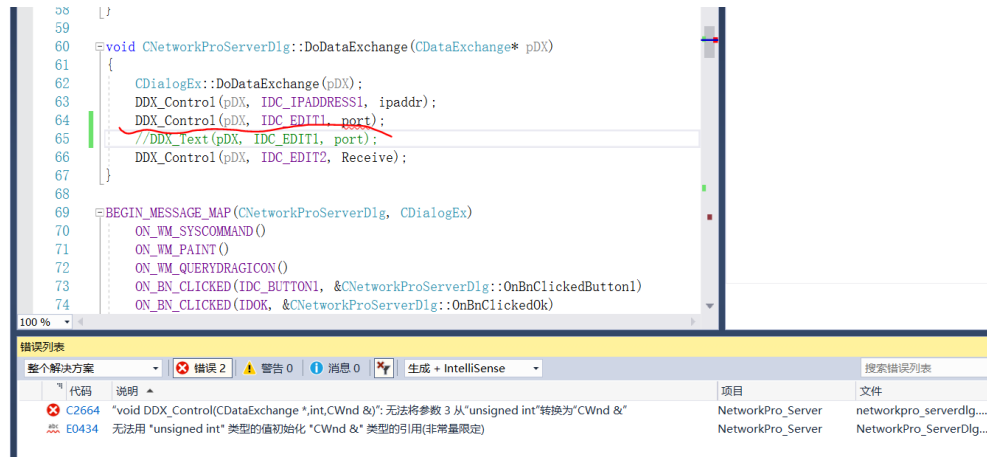 58 }
59
60 void CNetworkProServerDlg::DoDataExchange(CDataExchange* pDX)
61 {
62 CDialogEx::DoDataExchange(pDX);
63 DDX_Control(pDX, IDC_IPADDRESS1, ipaddr);
64 DDX_Control(pDX, IDC_EDIT1, port);
65 //DDX_Text(pDX, IDC_EDIT1, port);
66 DDX_Control(pDX, IDC_EDIT2, Receive);
67 }
68
69 BEGIN_MESSAGE_MAP(CNetworkProServerDlg, CDialogEx)
70 ON_WM_SYSCOMMAND()
71 ON_WM_PAINT()
72 ON_WM_QUERYDRAGICON()
73 ON_BN_CLICKED(IDC_BUTTON1, &CNetworkProServerDlg::OnBnClickedButton1)
74 ON_BN_CLICKED(IDOK, &CNetworkProServerDlg::OnBnClickedOk)
100 %
错误列表
整个解决方案 错误 2 警告 0 消息 0 生成 + IntelliSense 搜索错误列表
代码 说明 项目 文件
C2664 “void DDX_Control(CDataExchange *,int,CWnd &)”: 无法将参数 3 从“unsigned int”转换为“CWnd &” NetworkPro_Server networkpro_serverdlg....
abc E0434 无法用 "unsigned int" 类型的值初始化 "CWnd &" 类型的引用(非常量限定) NetworkPro_Server NetworkPro_ServerDlg...